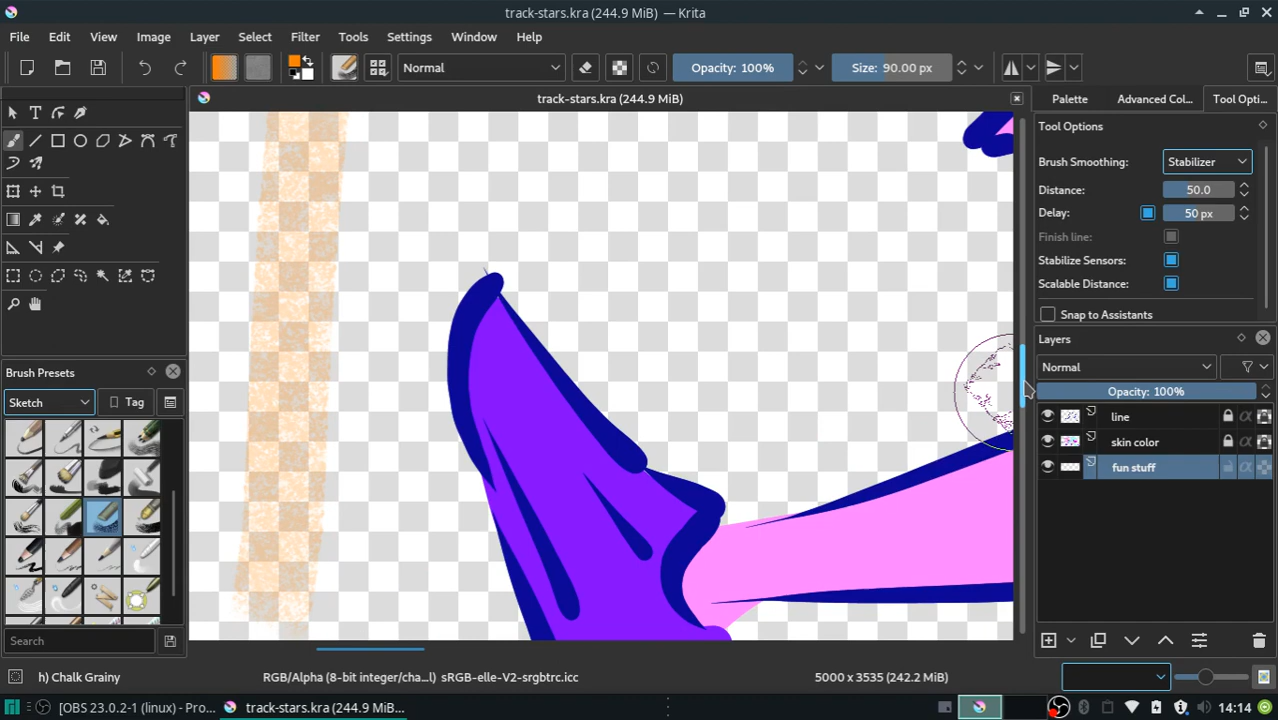 track-stars.kra (244.9 MiB) — Krita
File Edit View Image Layer Select Filter Tools Settings Window Help
Normal Opacity: 100% Size: 90.00 px
track-stars.kra (244.9 MiB)
Palette Advanced Col... Tool Opti...
Tool Options
Brush Smoothing: Stabilizer
Distance: 50.0
Delay: 50 px
Finish line:
Stabilize Sensors:
Scalable Distance:
Snap to Assistants
Layers
Normal
Opacity: 100%
line
skin color
fun stuff
Brush Presets
Sketch Tag
Search
h) Chalk Grainy RGB/Alpha (8-bit integer/cha...l) sRGB-elle-V2-srgbtrc.icc 5000 x 3535 (242.2 MiB)
[OBS 23.0.2-1 (linux) - Pro... track-stars.kra (244.9 MiB... 14:14